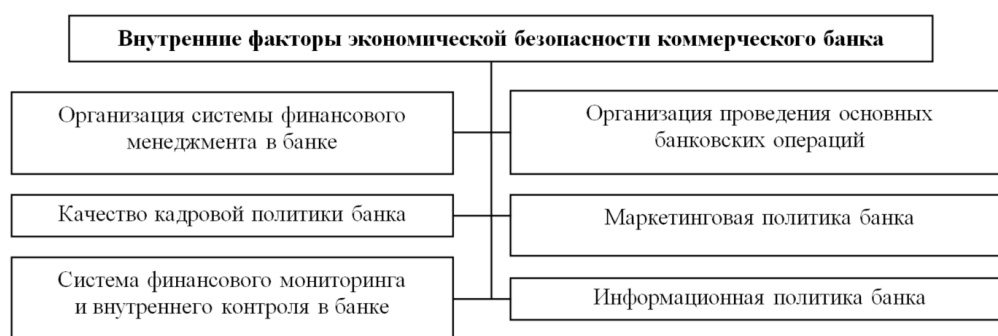 Внутренние факторы экономической безопасности коммерческого банка
Организация системы финансового
менеджмента в банке
Организация проведения основных
банковских операций
Качество кадровой политики банка
Маркетинговая политика банка
Система финансового мониторинга
и внутреннего контроля в банке
Информационная политика банка